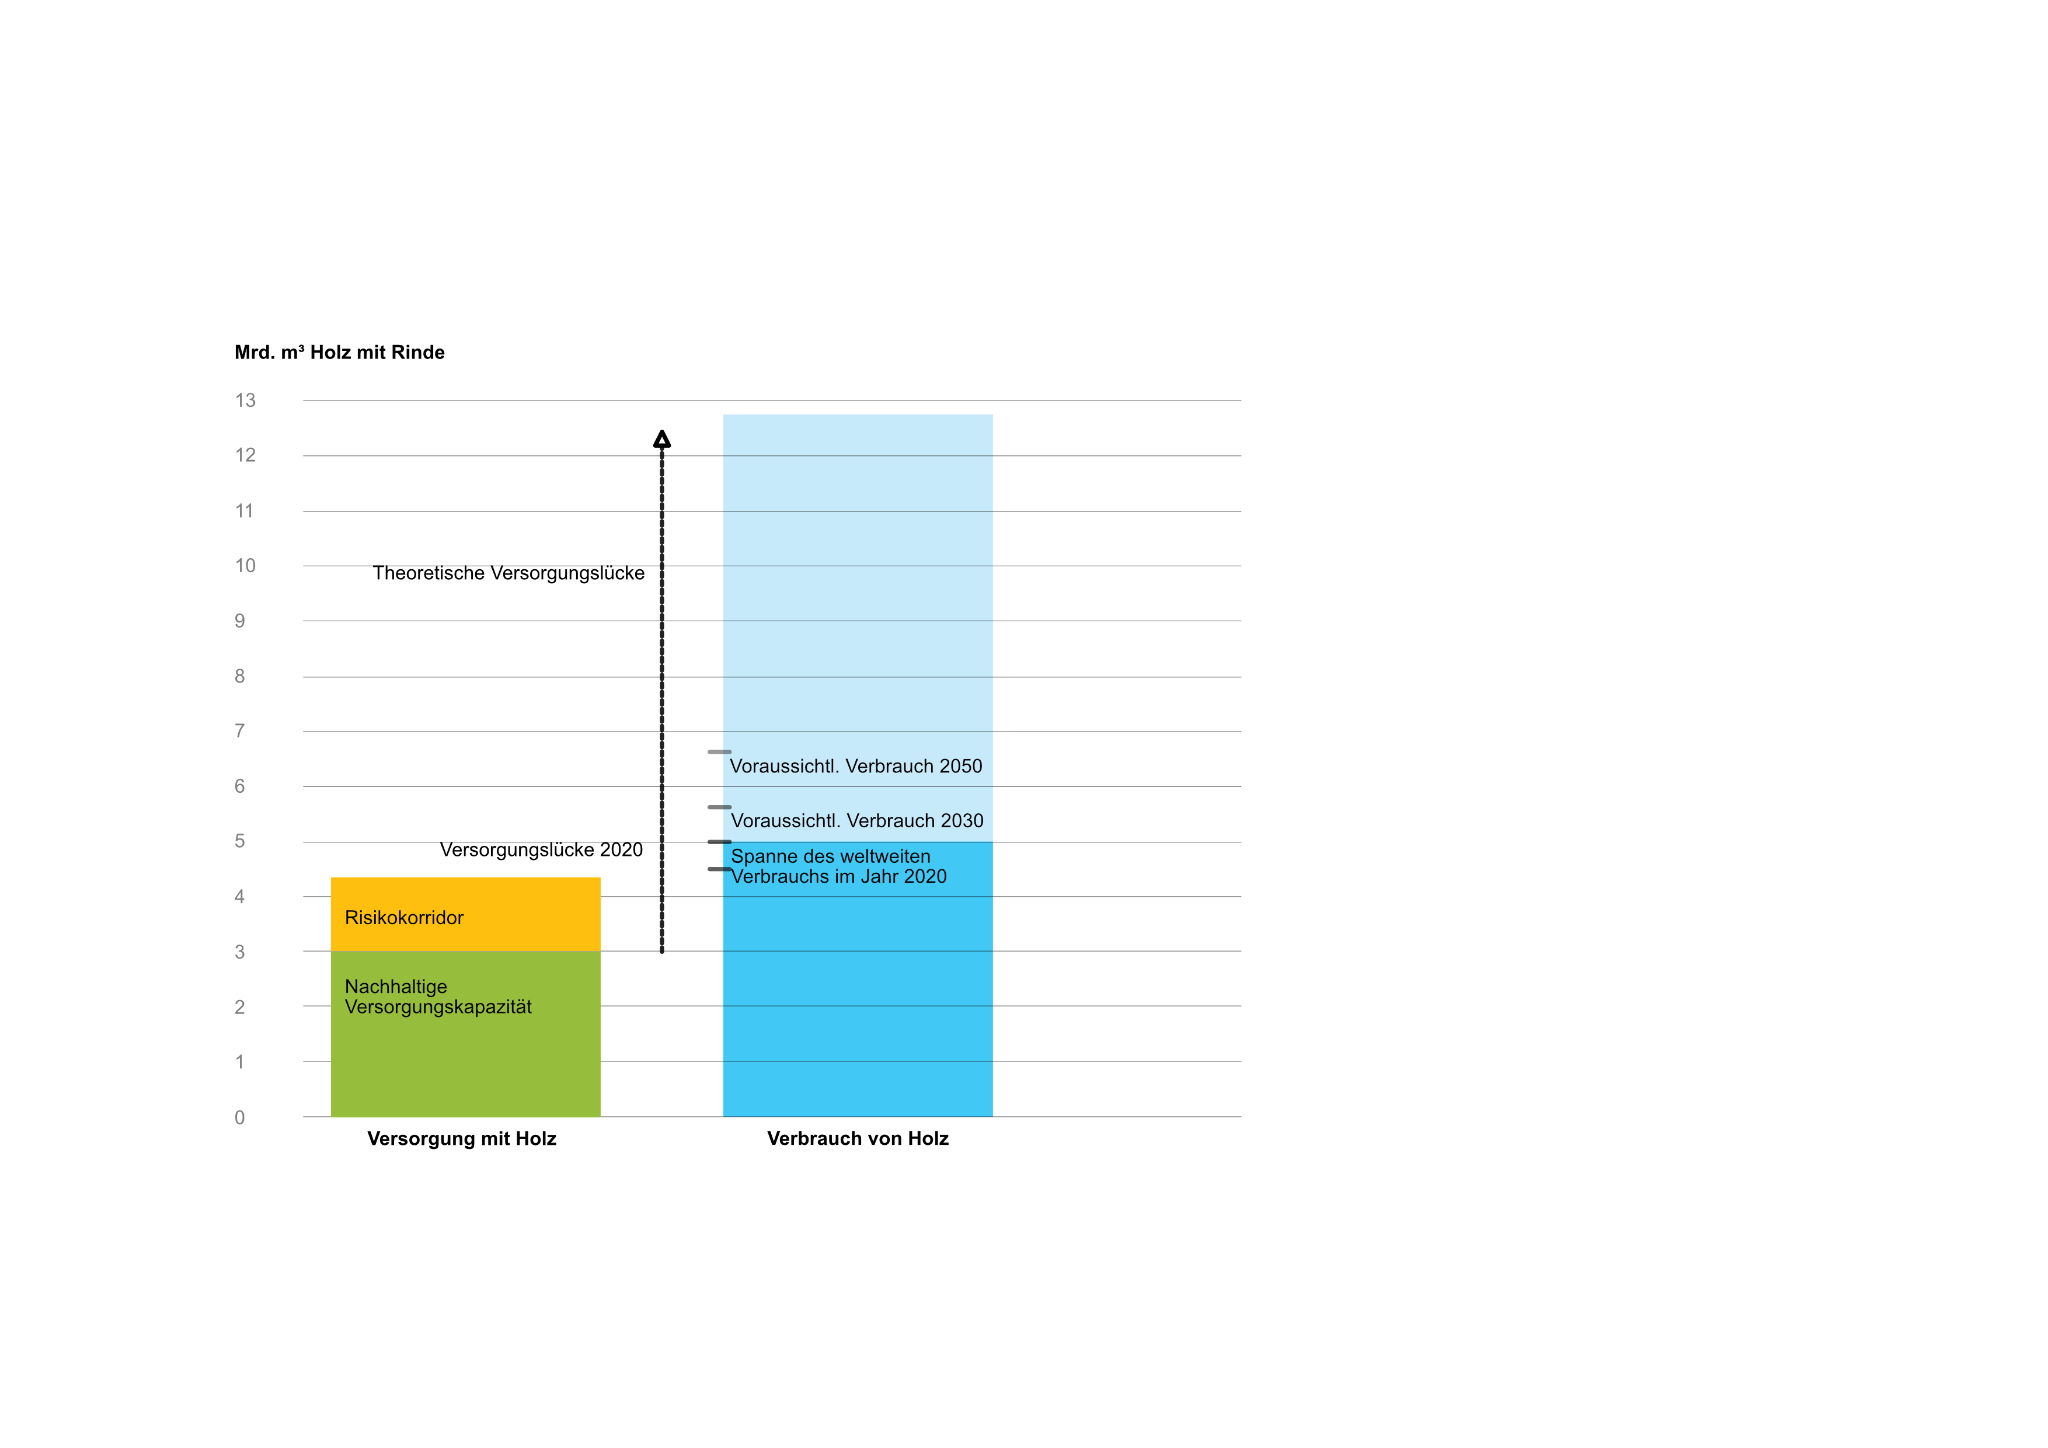 Mrd. m³ Holz mit Rinde
13
12
11
10
Theoretische Versorgungslücke
9
8
7
Voraussichtl. Verbrauch 2050
6
Voraussichtl. Verbrauch 2030
5
Versorgungslücke 2020
Spanne des weltweiten
Verbrauchs im Jahr 2020
4
Risikokorridor
3
Nachhaltige
Versorgungskapazität
2
1
0
Versorgung mit Holz
Verbrauch von Holz